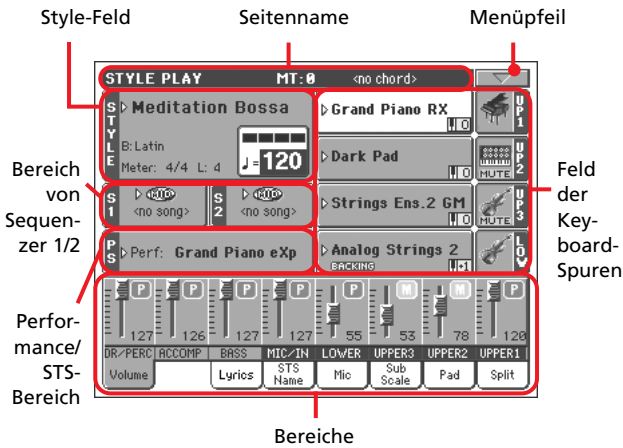 Style-Feld Seitenname Menüpfeil
STYLE PLAY MT:0 <no chord>
STYLE
Meditation Bossa
B:Latin
Meter: 4/4 L: 4
♩=120
Grand Piano RX
0
UP1
Dark Pad
0
MUTE
UP2
Strings Ens.2 GM
0
MUTE
UP3
Analog Strings 2
BACKING
+1
LOW
S1
<no song>
S2
<no song>
PS
Perf: Grand Piano eXp
P P P P P M M P
127 126 127 127 55 53 78 120
DR/PERC ACCOMP BASS MIC/IN LOWER UPPER3 UPPER2 UPPER1
Volume Lyrics STS Name Mic Sub Scale Pad Split
Bereich
von
Sequen-
zer 1/2
Perfor-
mance/
STS-
Bereich
Feld
der
Key-
board-
Spuren
Bereiche